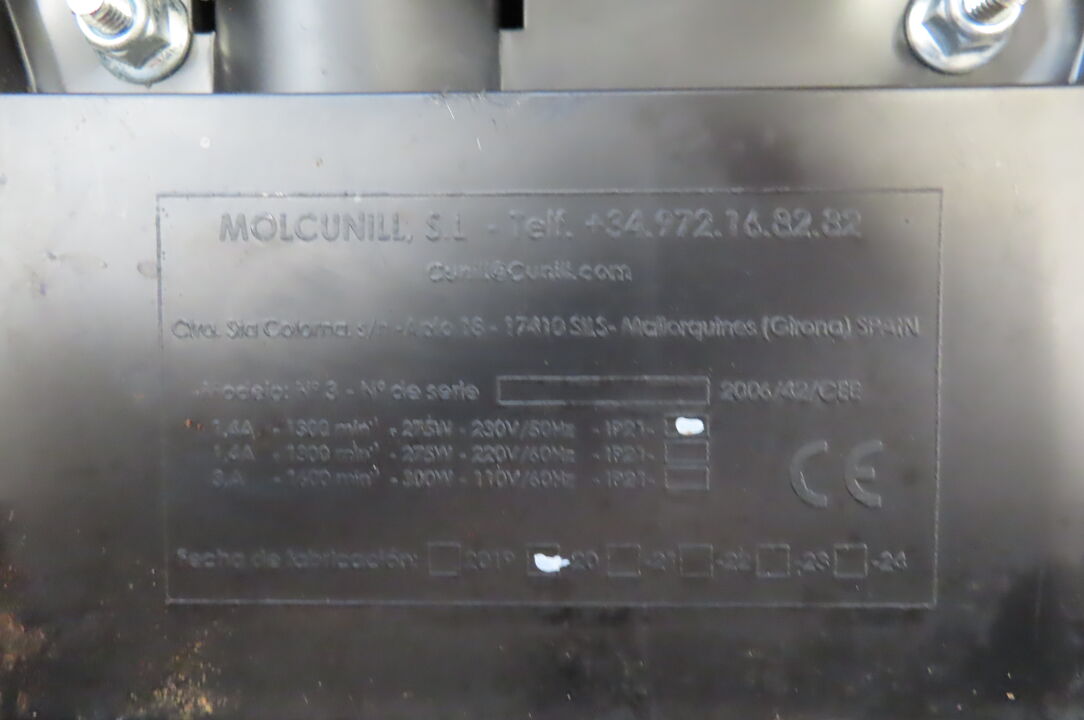 MOLCUNILL, S.L - Telf. +34.972.16.82.82
Cunill@Cunill.com
Ctra. Sta Coloma. s/n - Apto 18 - 17410 SILS- Mallorquines (Girona) SPAIN
Modelo: Nº 3 - Nº de serie 2006/42/CEE
1,4A - 1300 min⁻¹ - 275W - 230V/50Hz - IP21-
1,4A - 1300 min⁻¹ - 275W - 220V/60Hz - IP21-
3,A - 1600 min⁻¹ - 300W - 110V/60Hz - IP21-
CE
Fecha de fabricación: 2019 -20 -21 -22 -23 -24